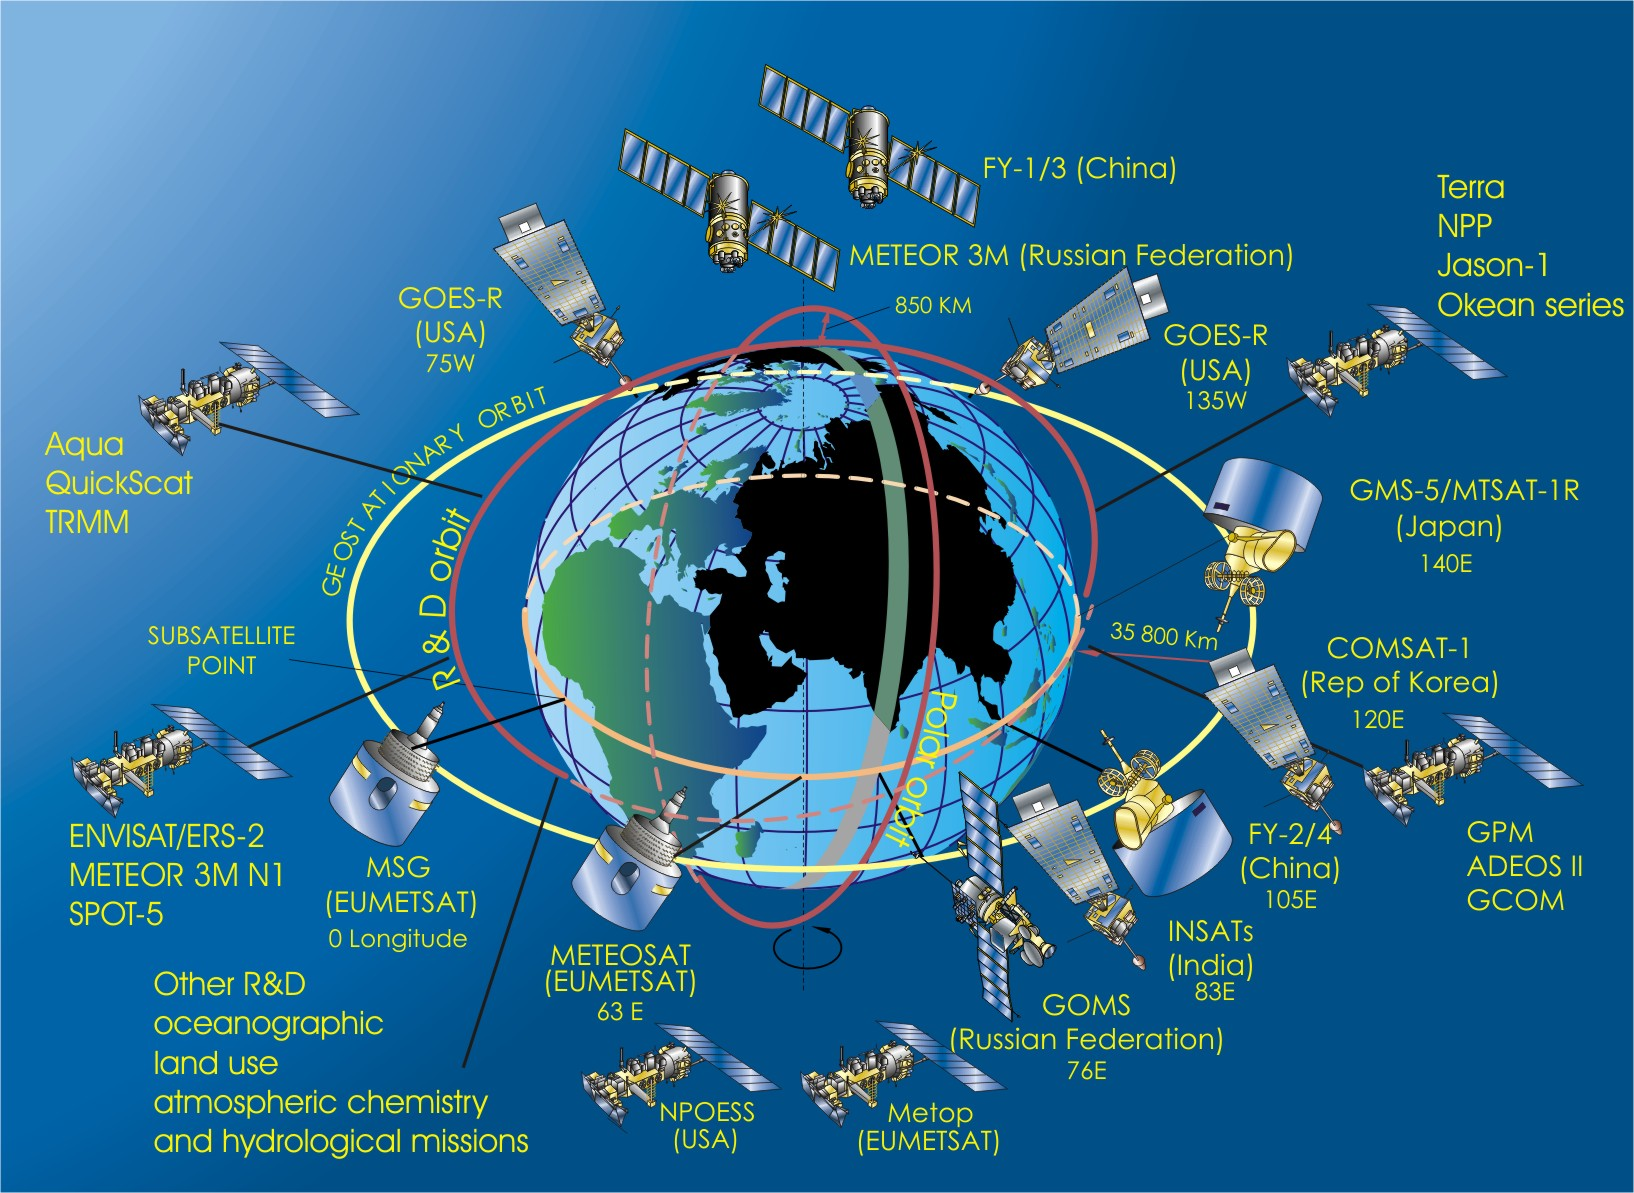 FY-1/3 (China)
METEOR 3M (Russian Federation)
850 KM
Terra
NPP
Jason-1
Okean series
GOES-R
(USA)
75W
GOES-R
(USA)
135W
GEOSTATIONARY ORBIT
R & D orbit
Aqua
QuickScat
TRMM
GMS-5/MTSAT-1R
(Japan)
140E
SUBSATELLITE
POINT
35 800 Km
COMSAT-1
(Rep of Korea)
120E
Polar orbit
ENVISAT/ERS-2
METEOR 3M N1
SPOT-5
MSG
(EUMETSAT)
0 Longitude
FY-2/4
(China)
105E
GPM
ADEOS II
GCOM
METEOSAT
(EUMETSAT)
63 E
INSATs
(India)
83E
Other R&D
oceanographic
land use
atmospheric chemistry
and hydrological missions
GOMS
(Russian Federation)
76E
NPOESS
(USA)
Metop
(EUMETSAT)